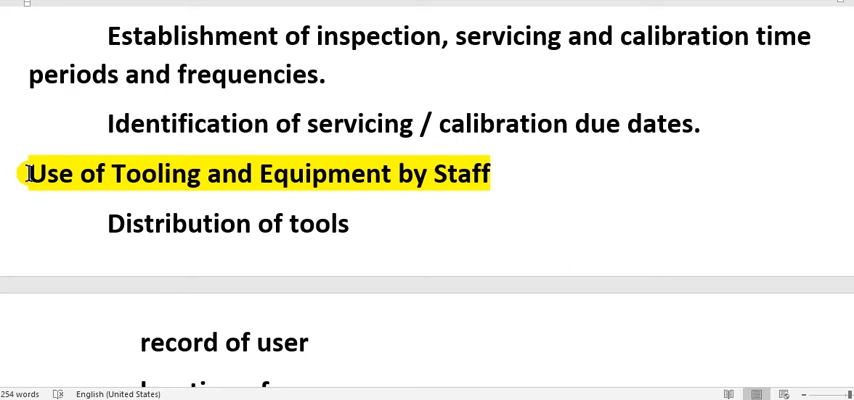 Establishment of inspection, servicing and calibration time
periods and frequencies.
Identification of servicing / calibration due dates.
Use of Tooling and Equipment by Staff
Distribution of tools
record of user
254 words English (United States)